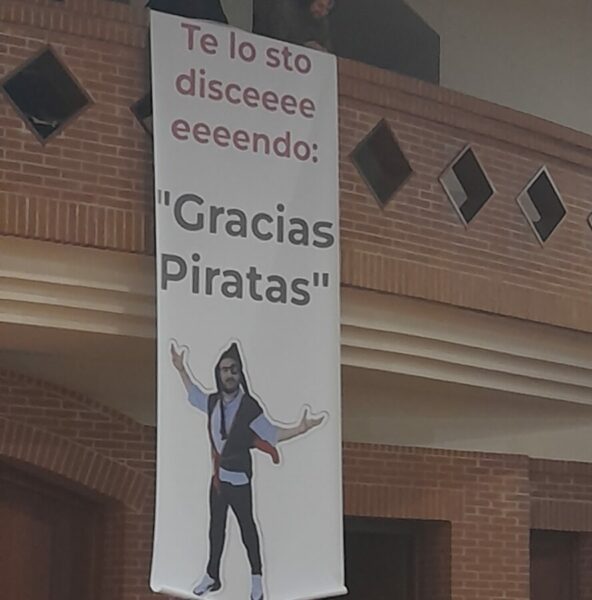 Te lo sto
disceeee
eeeendo:
"Gracias
Piratas"